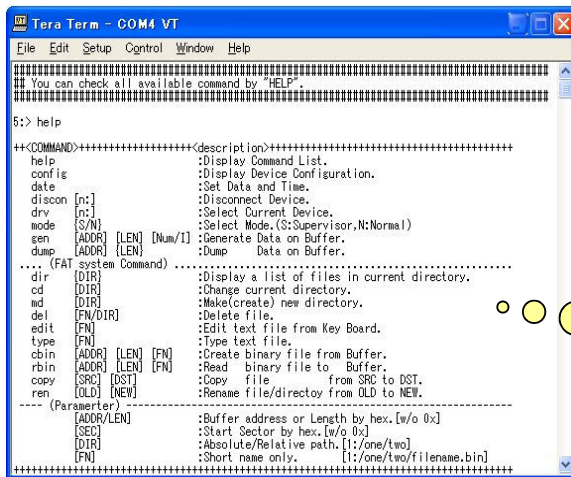 Tera Term - COM4 VT
File Edit Setup Control Window Help
##########################################################################################
## You can check all available command by "HELP".
##########################################################################################
5:> help
++<COMMAND>+++++++++++++++++++<description>+++++++++++++++++++++++++++++++++++++++++
help :Display Command List.
config :Display Device Configuration.
date :Set Data and Time.
discon [n:] :Disconnect Device.
drv [n:] :Select Current Device.
mode {S/N} :Select Mode.(S:Supervisor,N:Normal)
gen [ADDR] [LEN] [Num/I] :Generate Data on Buffer.
dump [ADDR] {LEN} :Dump Data on Buffer.
.... (FAT system Command) ........................................................
dir {DIR} :Display a list of files in current directory.
cd [DIR] :Change current directory.
md [DIR] :Make(create) new directory.
del [FN/DIR] :Delete file.
edit [FN] :Edit text file from Key Board.
type [FN] :Type text file.
cbin [ADDR] [LEN] [FN] :Create binary file from Buffer.
rbin [ADDR] [LEN] [FN] :Read binary file to Buffer.
copy [SRC] [DST] :Copy file from SRC to DST.
ren [OLD] [NEW] :Rename file/directoy from OLD to NEW.
---- (Paramerter) ----------------------------------------------------------------
[ADDR/LEN] :Buffer address or Length by hex.[w/o 0x]
[SEC] :Start Sector by hex.[w/o 0x]
[DIR] :Absolute/Relative path.[1:/one/two]
[FN] :Short name only. [1:/one/two/filename.bin]
++++++++++++++++++++++++++++++++++++++++++++++++++++++++++++++++++++++++++++++++++